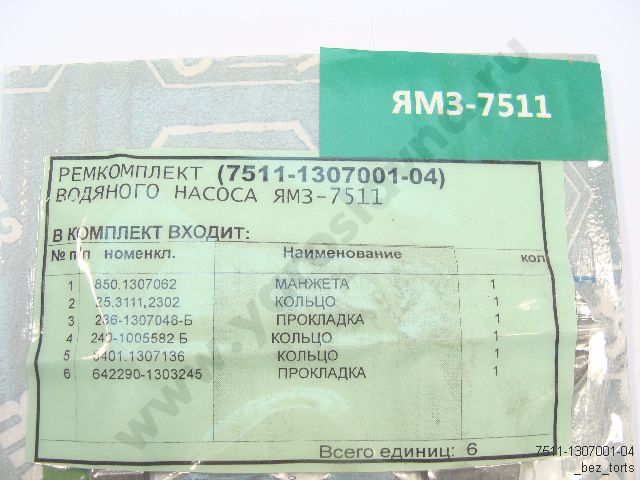 ЯМЗ-7511
РЕМКОМПЛЕКТ (7511-1307001-04)
ВОДЯНОГО НАСОСА ЯМЗ-7511
В КОМПЛЕКТ ВХОДИТ:
№ п/п номенкл. Наименование кол
1 850.1307062 МАНЖЕТА 1
2 25.3111,2302 КОЛЬЦО 1
3 236-1307048-Б ПРОКЛАДКА 1
4 240-1005582 Б КОЛЬЦО 1
5 8401.1307136 КОЛЬЦО 1
6 642290-1303245 ПРОКЛАДКА 1
Всего единиц: 6
7511-1307001-04
_bez_torts